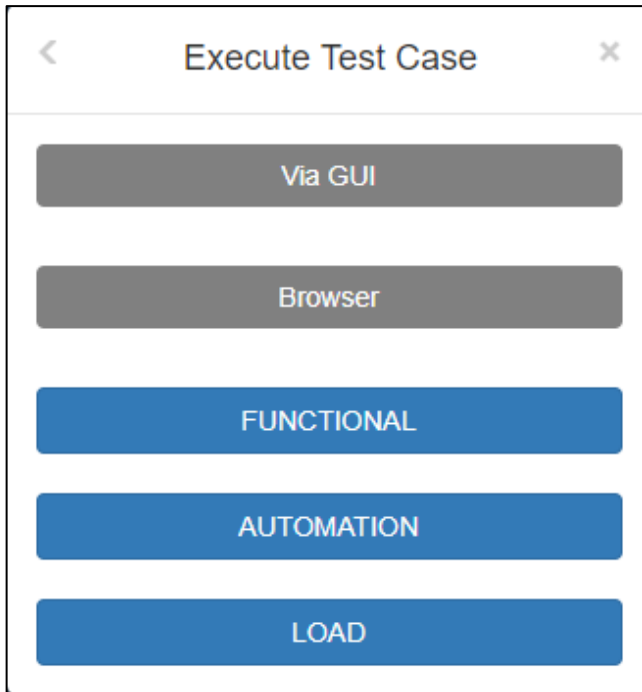 Execute Test Case
Via GUI
Browser
FUNCTIONAL
AUTOMATION
LOAD